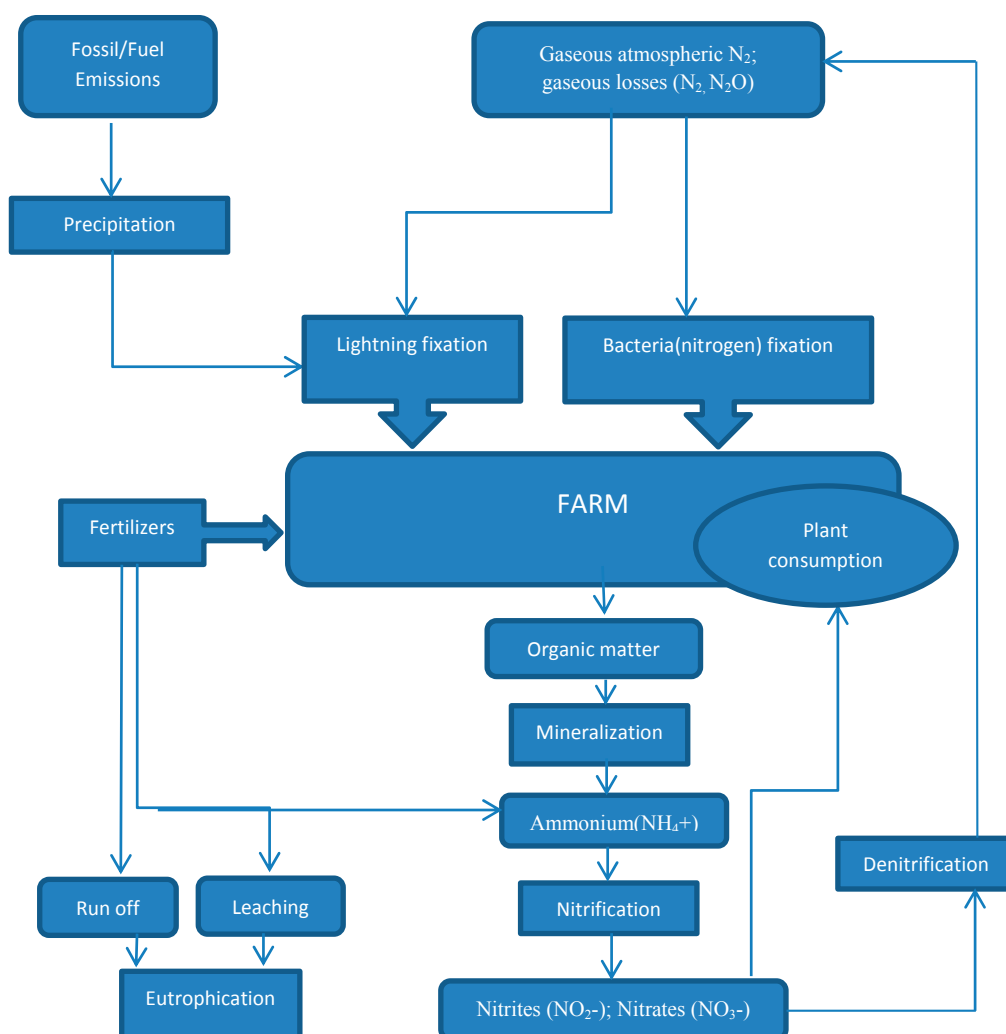 Fossil/Fuel
Emissions
Gaseous atmospheric N₂;
gaseous losses (N₂, N₂O)
Precipitation
Lightning fixation
Bacteria(nitrogen) fixation
FARM
Fertilizers
Plant
consumption
Organic matter
Mineralization
Ammonium(NH₄+)
Denitrification
Run off
Leaching
Nitrification
Eutrophication
Nitrites (NO₂-); Nitrates (NO₃-)